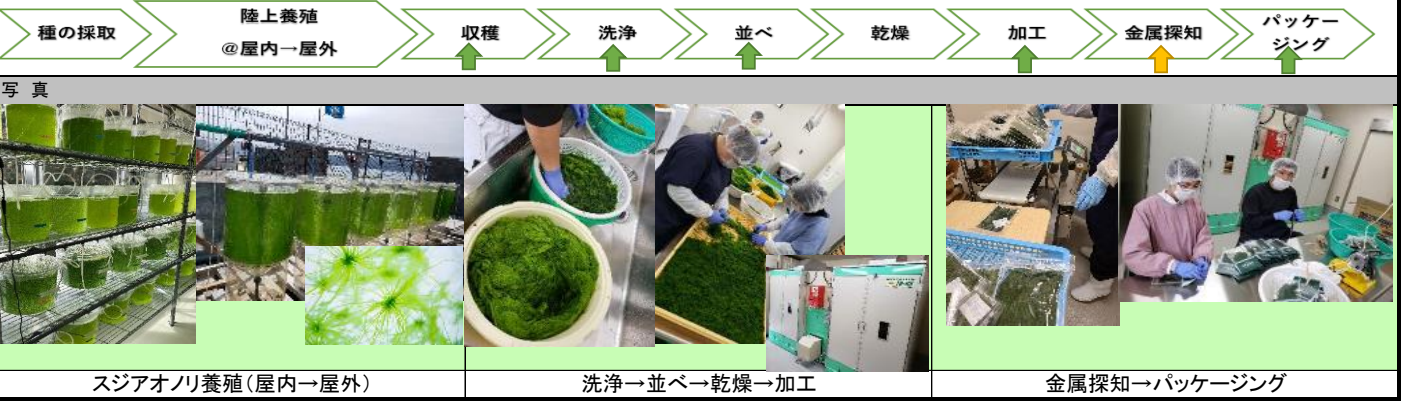 種の採取
陸上養殖
@屋内→屋外
収穫
洗浄
並べ
乾燥
加工
金属探知
パッケー
ジング
写 真
スジアオノリ養殖(屋内→屋外)
洗浄→並べ→乾燥→加工
金属探知→パッケージング